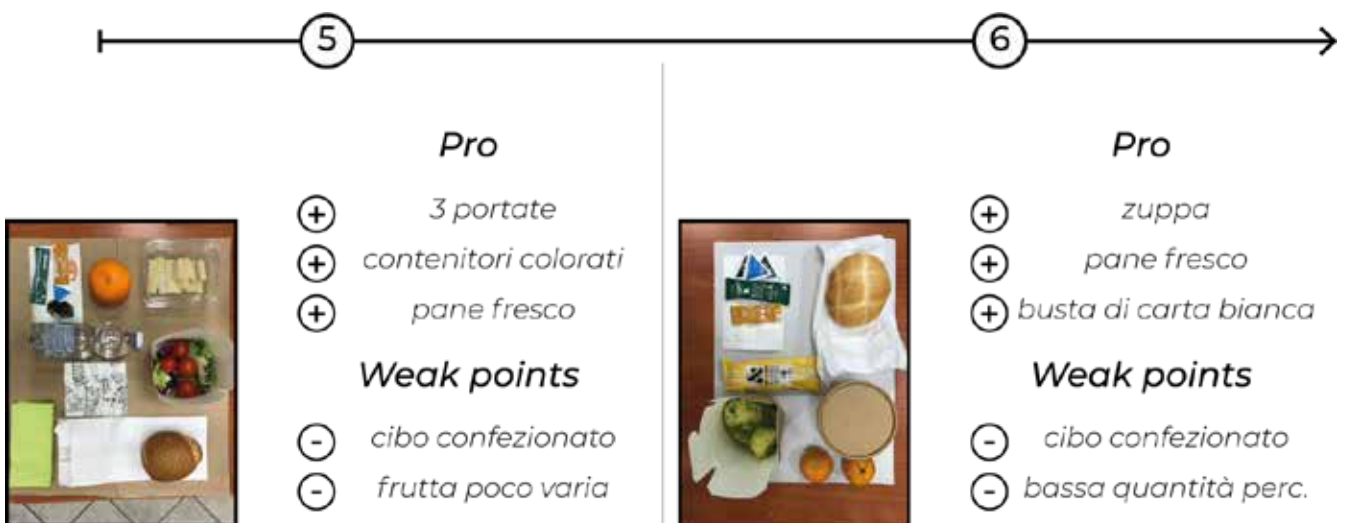 5
6
Pro
+ 3 portate
+ contenitori colorati
+ pane fresco
Weak points
- cibo confezionato
- frutta poco varia
Pro
+ zuppa
+ pane fresco
+ busta di carta bianca
Weak points
- cibo confezionato
- bassa quantità perc.